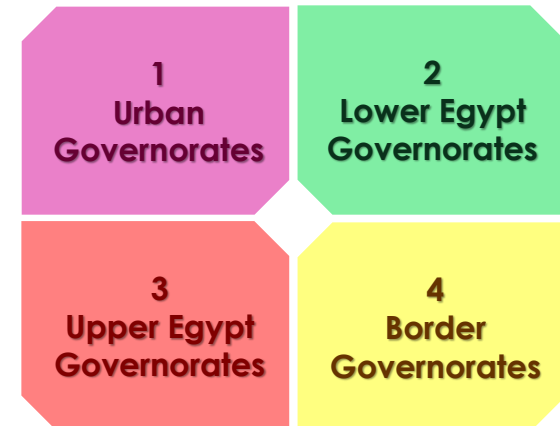 1
Urban
Governorates
2
Lower Egypt
Governorates
3
Upper Egypt
Governorates
4
Border
Governorates